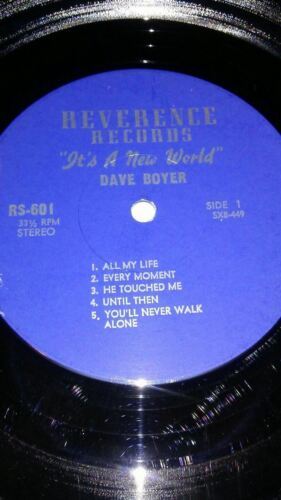 REVERENCE
RECORDS
"It's A New World"
DAVE BOYER
RS-601
33⅓ RPM
STEREO
SIDE 1
SX8-449
1. ALL MY LIFE
2. EVERY MOMENT
3. HE TOUCHED ME
4. UNTIL THEN
5. YOU'LL NEVER WALK
ALONE